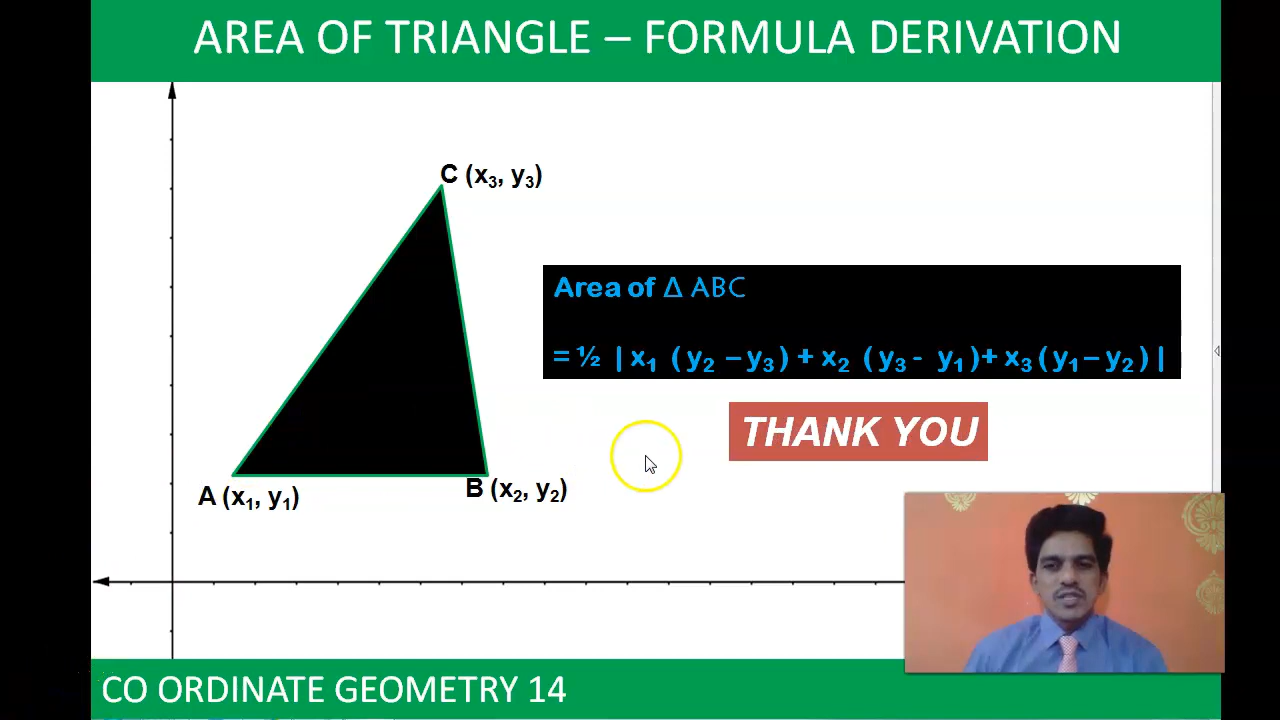 AREA OF TRIANGLE – FORMULA DERIVATION
C (x₃, y₃)
Area of Δ ABC
= ½ | x₁ ( y₂ – y₃ ) + x₂ ( y₃ - y₁ )+ x₃ ( y₁ – y₂ ) |
THANK YOU
A (x₁, y₁)
B (x₂, y₂)
CO ORDINATE GEOMETRY 14